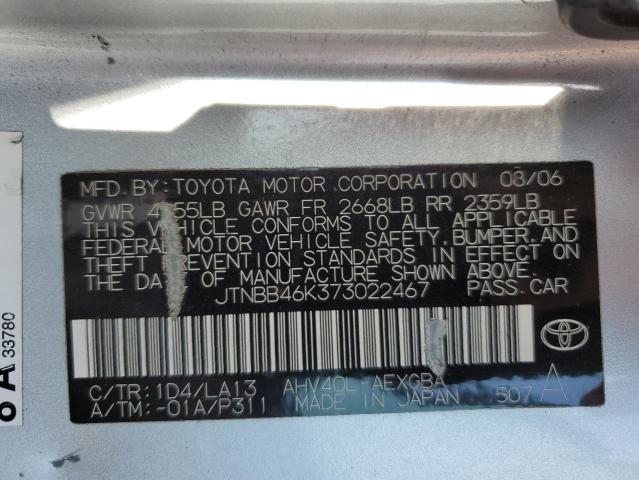 MFD. BY: TOYOTA MOTOR CORPORATION 08/06
GVWR LB GAWR FR 2668LB RR 2359LB
THIS VEHICLE CONFORMS TO ALL APPLICABLE
FEDERAL MOTOR VEHICLE SAFETY, BUMPER, AND
THEFT PREVENTION STANDARDS IN EFFECT ON
THE DATE OF MANUFACTURE SHOWN ABOVE.
JTNBB46K373022467 PASS.CAR
C/TR: 1D4/LA13 AHV40L-AEXGBA
A/TM: -01A/P311 MADE IN JAPAN 507 A
A 33780